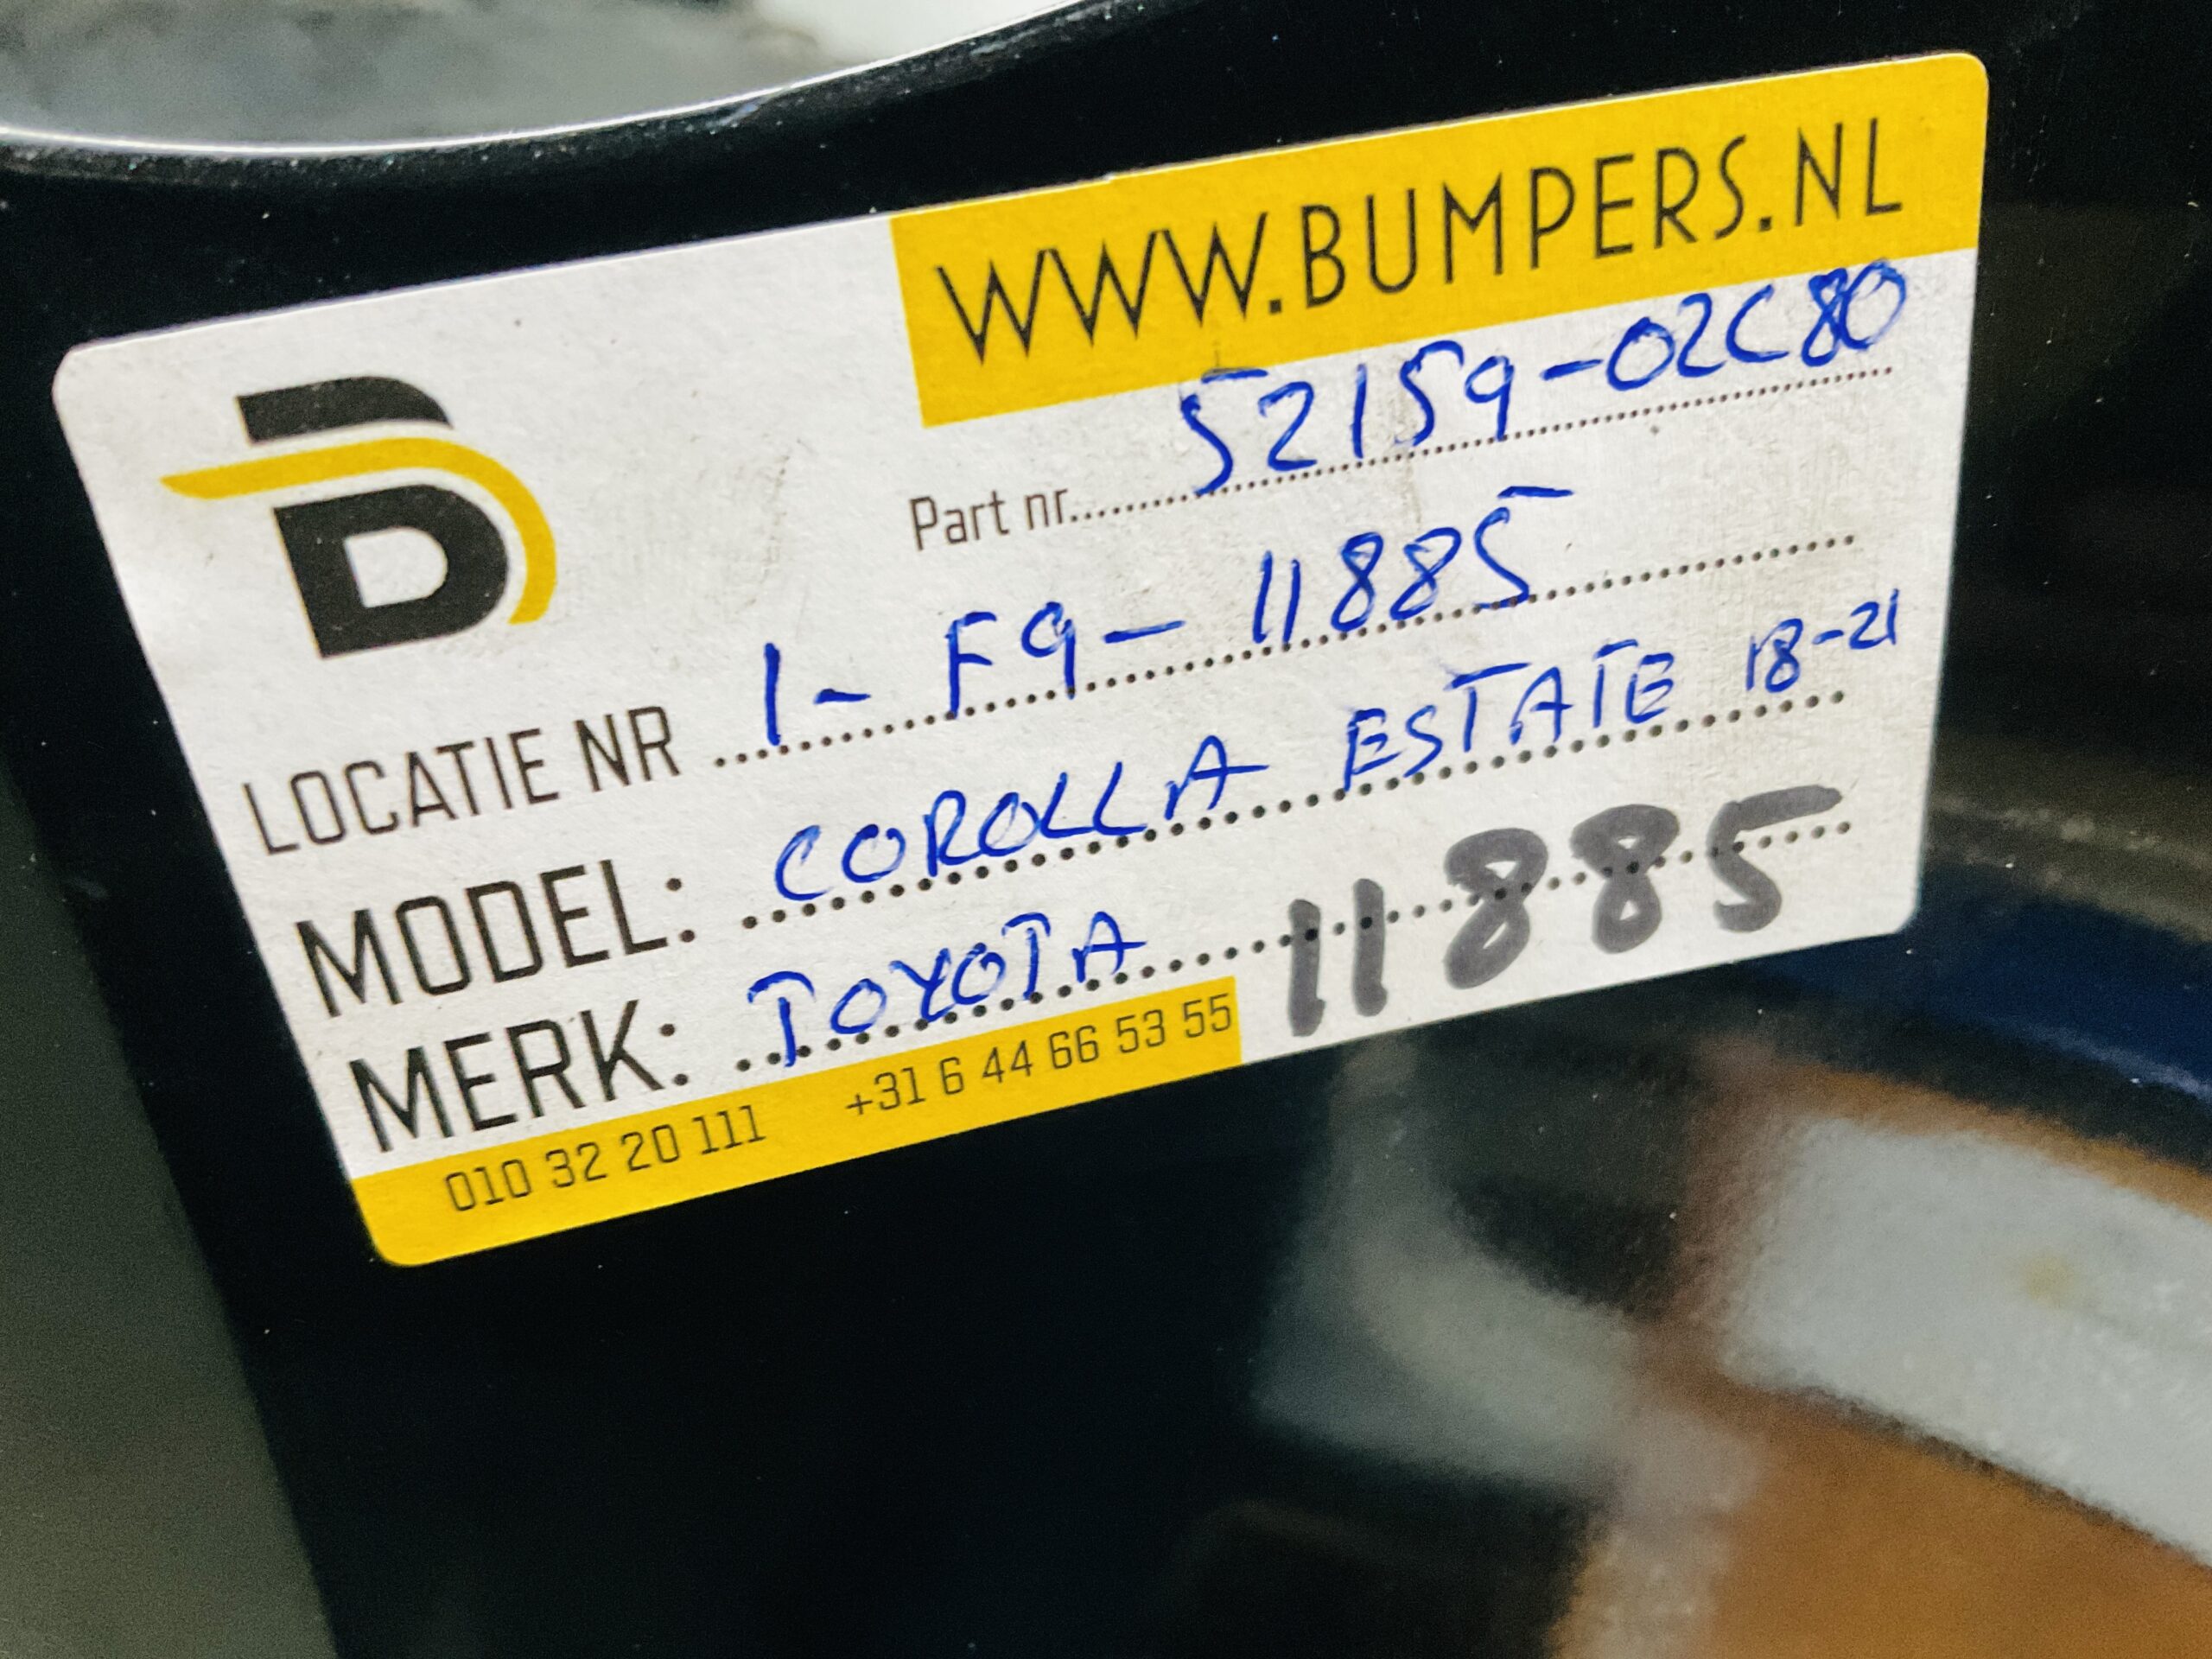 WWW.BUMPERS.NL
Part nr. 52159-02C80
LOCATIE NR 1-F9-11885
MODEL: COROLLA ESTATE 18-21
MERK: TOYOTA
11885
010 32 20 111 +31 6 44 66 53 55